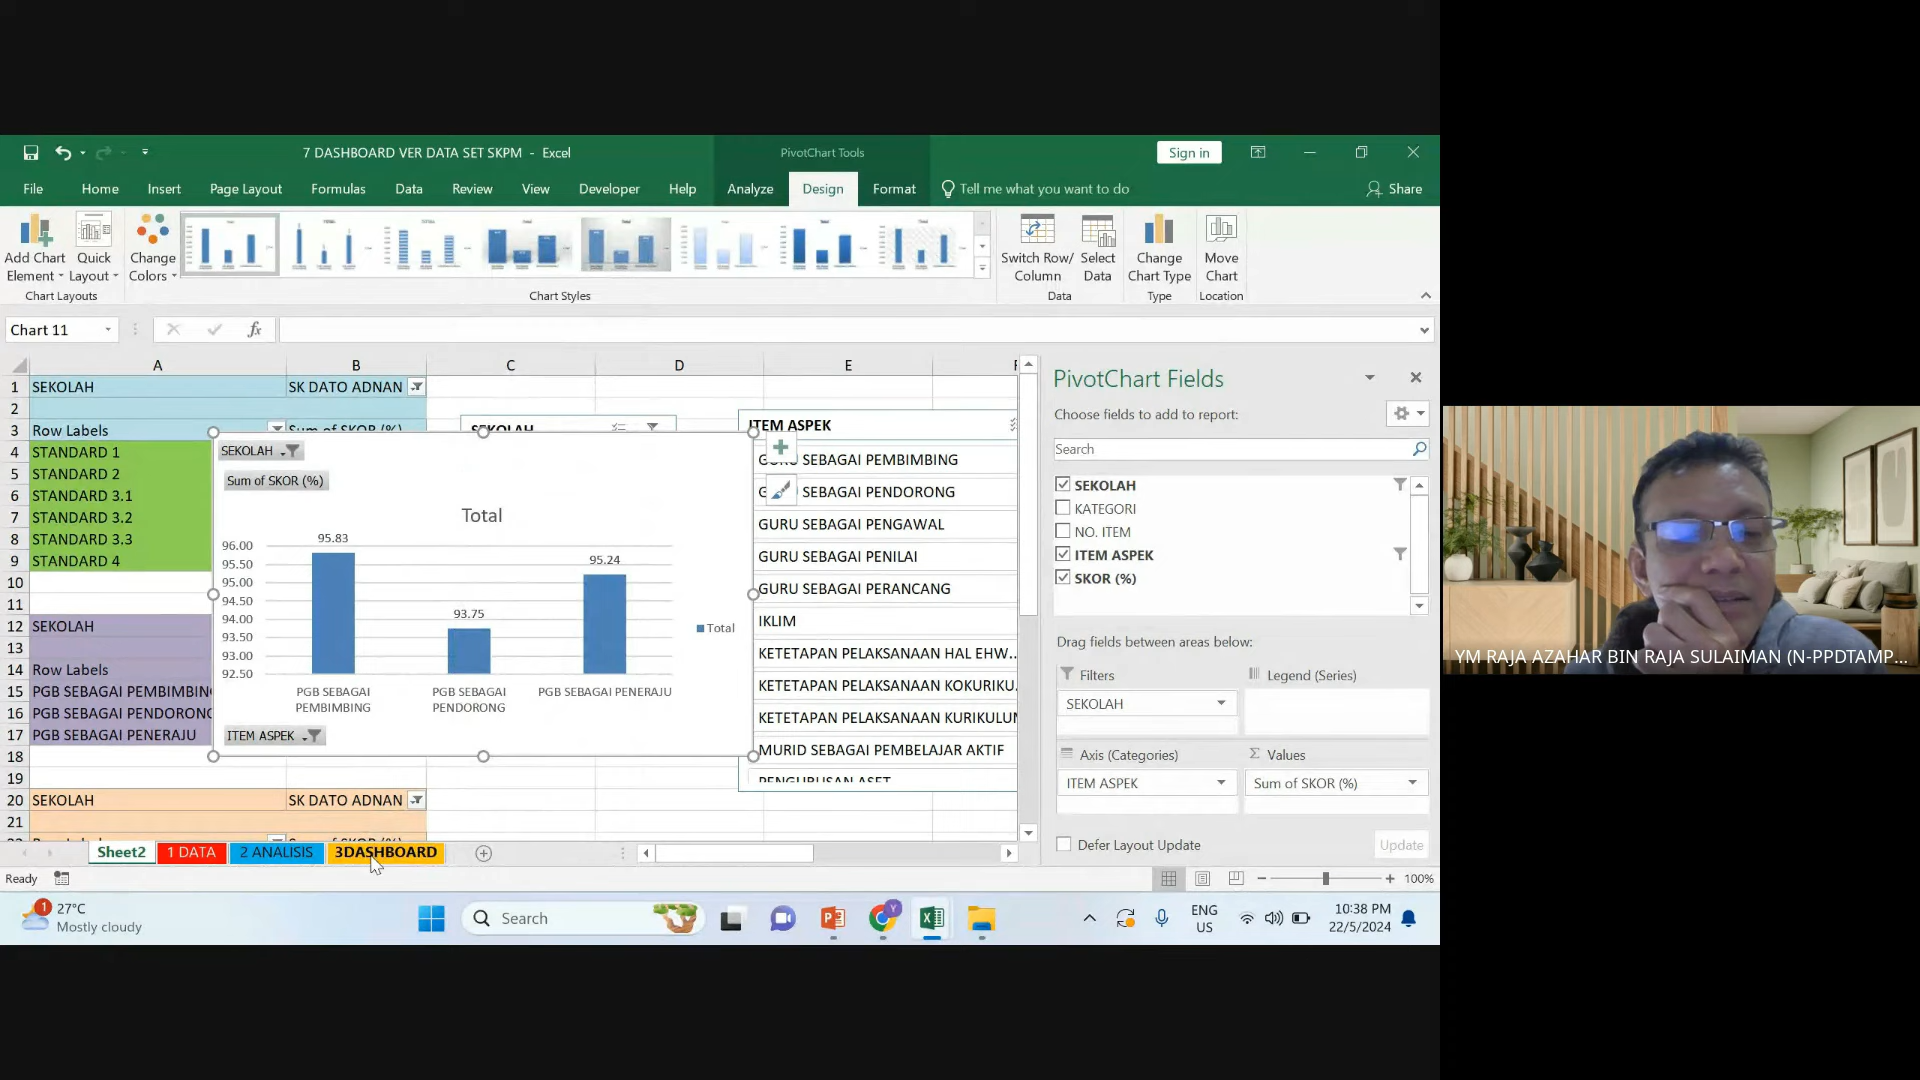 7 DASHBOARD VER DATA SET SKPM - Excel
PivotChart Tools
Sign in
File Home Insert Page Layout Formulas Data Review View Developer Help Analyze Design Format Tell me what you want to do Share
Add Chart Element
Quick Layout
Change Colors
Switch Row/ Column
Select Data
Change Chart Type
Move Chart
Chart Layouts
Chart Styles
Data
Type
Location
Chart 11
fx
A B C D E
1 SEKOLAH SK DATO ADNAN
2
3 Row Labels Sum of SKOR (%)
4 STANDARD 1
5 STANDARD 2
6 STANDARD 3.1
7 STANDARD 3.2
8 STANDARD 3.3
9 STANDARD 4
10
11
12 SEKOLAH
13
14 Row Labels
15 PGB SEBAGAI PEMBIMBING
16 PGB SEBAGAI PENDORONG
17 PGB SEBAGAI PENERAJU
18
19
20 SEKOLAH SK DATO ADNAN
21
SEKOLAH
SEKOLAH
Sum of SKOR (%)
Total
96.00
95.50
95.00
94.50
94.00
93.50
93.00
92.50
95.83
93.75
95.24
Total
PGB SEBAGAI PEMBIMBING
PGB SEBAGAI PENDORONG
PGB SEBAGAI PENERAJU
ITEM ASPEK
ITEM ASPEK
GURU SEBAGAI PEMBIMBING
SEBAGAI PENDORONG
GURU SEBAGAI PENGAWAL
GURU SEBAGAI PENILAI
GURU SEBAGAI PERANCANG
IKLIM
KETETAPAN PELAKSANAAN HAL EHW...
KETETAPAN PELAKSANAAN KOKURIKU...
KETETAPAN PELAKSANAAN KURIKULUM
MURID SEBAGAI PEMBELAJAR AKTIF
PENGURUSAN ASET
PivotChart Fields
Choose fields to add to report:
Search
SEKOLAH
KATEGORI
NO. ITEM
ITEM ASPEK
SKOR (%)
Drag fields between areas below:
Filters
Legend (Series)
SEKOLAH
Axis (Categories)
Σ Values
ITEM ASPEK
Sum of SKOR (%)
Defer Layout Update
Update
Sheet2 1 DATA 2 ANALISIS 3DASHBOARD
Ready
100%
1
27°C
Mostly cloudy
Search
ENG
US
10:38 PM
22/5/2024
YM RAJA AZAHAR BIN RAJA SULAIMAN (N-PPDTAMP...